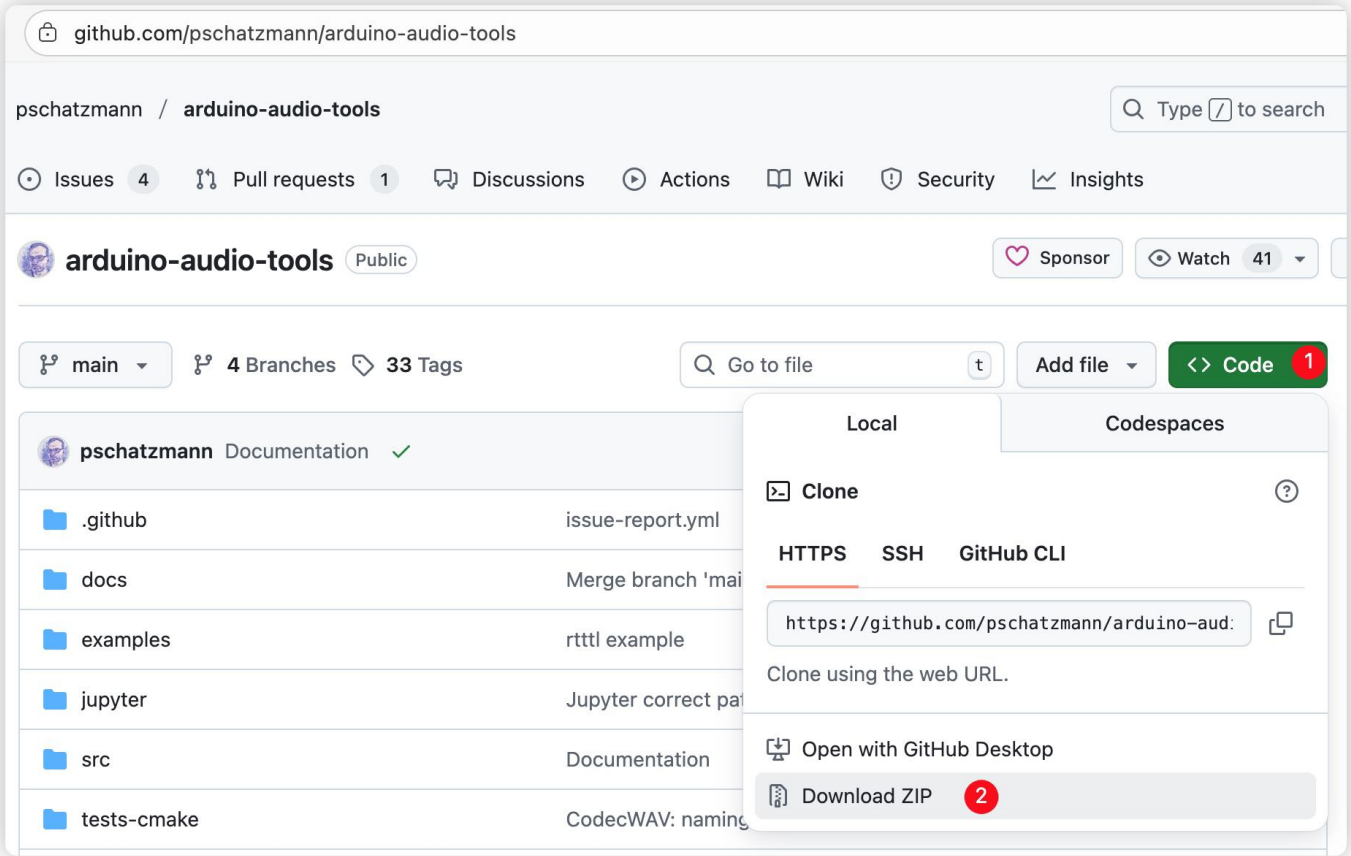 github.com/pschatzmann/arduino-audio-tools
pschatzmann / arduino-audio-tools
Type / to search
Issues 4 Pull requests 1 Discussions Actions Wiki Security Insights
arduino-audio-tools Public Sponsor Watch 41
main 4 Branches 33 Tags Go to file t Add file <> Code 1
Local Codespaces
pschatzmann Documentation
Clone
.github issue-report.yml
HTTPS SSH GitHub CLI
docs Merge branch 'mai
https://github.com/pschatzmann/arduino-aud
examples rtttl example
Clone using the web URL.
jupyter Jupyter correct pa
Open with GitHub Desktop
src Documentation
Download ZIP 2
tests-cmake CodecWAV: naming